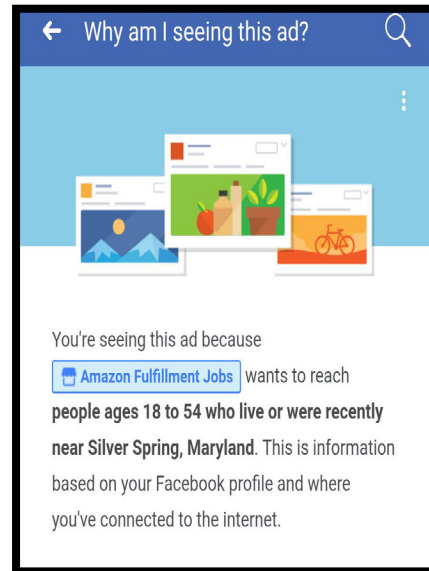 Why am I seeing this ad?
You're seeing this ad because
Amazon Fulfillment Jobs wants to reach
people ages 18 to 54 who live or were recently
near Silver Spring, Maryland. This is information
based on your Facebook profile and where
you've connected to the internet.